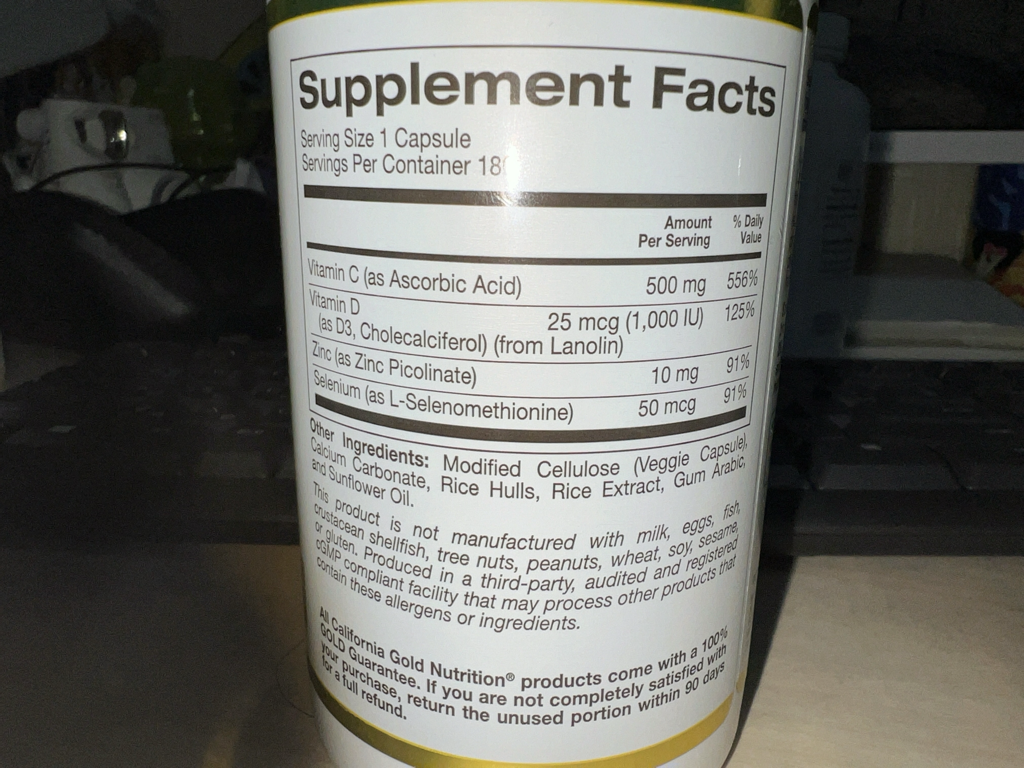 Supplement Facts
Serving Size 1 Capsule
Servings Per Container 18
Amount Per Serving
% Daily Value
Vitamin C (as Ascorbic Acid) 500 mg 556%
Vitamin D 25 mcg (1,000 IU) 125%
(as D3, Cholecalciferol) (from Lanolin)
Zinc (as Zinc Picolinate) 10 mg 91%
Selenium (as L-Selenomethionine) 50 mcg 91%
Other Ingredients: Modified Cellulose (Veggie Capsule),
Calcium Carbonate, Rice Hulls, Rice Extract, Gum Arabic,
and Sunflower Oil.
This product is not manufactured with milk, eggs, fish,
crustacean shellfish, tree nuts, peanuts, wheat, soy, sesame,
or gluten. Produced in a third-party, audited and registered
cGMP compliant facility that may process other products that
contain these allergens or ingredients.
All California Gold Nutrition® products come with a 100%
GOLD Guarantee. If you are not completely satisfied with
your purchase, return the unused portion within 90 days
for a full refund.